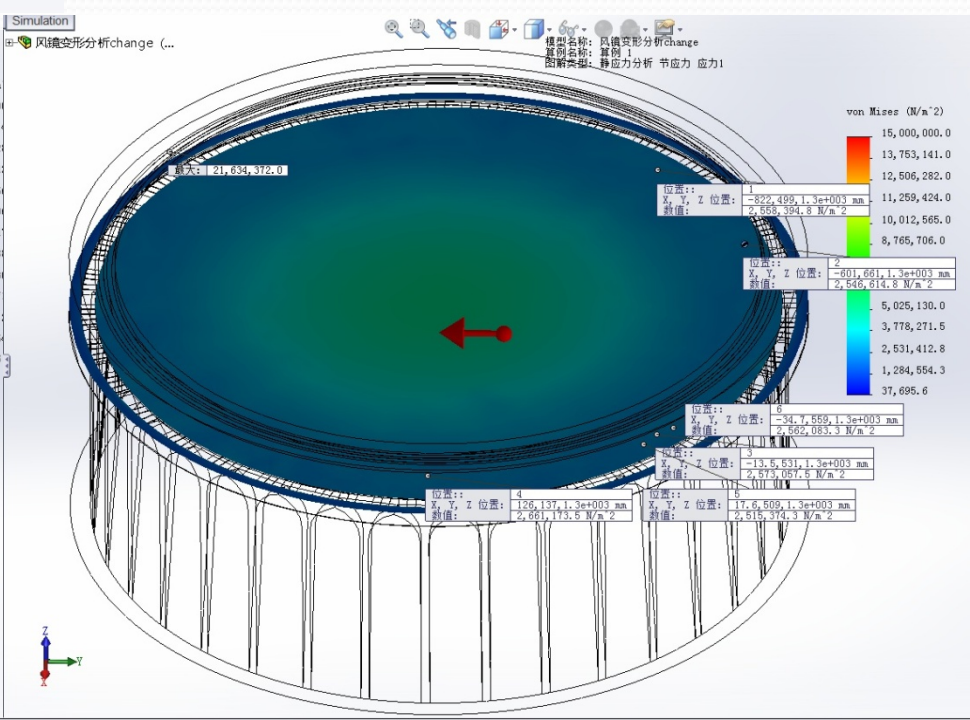 Simulation
风镜变形分析change (...
模型名称: 风镜变形分析change
算例名称: 算例 1
图解类型: 静应力分析 节应力 应力1
von Mises (N/m^2)
15,000,000.0
13,753,141.0
12,506,282.0
11,259,424.0
10,012,565.0
8,765,706.0
5,025,130.0
3,778,271.5
2,531,412.8
1,284,554.3
37,695.6
最大: 21,634,372.0
位置:: 1
X, Y, Z 位置: -822,499,1.3e+003 mm
数值: 2,558,394.8 N/m^2
位置:: 2
X, Y, Z 位置: -601,661,1.3e+003 mm
数值: 2,546,614.8 N/m^2
位置:: 6
X, Y, Z 位置: -34.7,559,1.3e+003 mm
数值: 2,562,083.3 N/m^2
位置:: 3
X, Y, Z 位置: -13.5,531,1.3e+003 mm
数值: 2,573,057.5 N/m^2
位置:: 4
X, Y, Z 位置: 126,137,1.3e+003 mm
数值: 2,661,173.5 N/m^2
位置:: 5
X, Y, Z 位置: 17.6,509,1.3e+003 mm
数值: 2,515,374.3 N/m^2
Z
Y
X